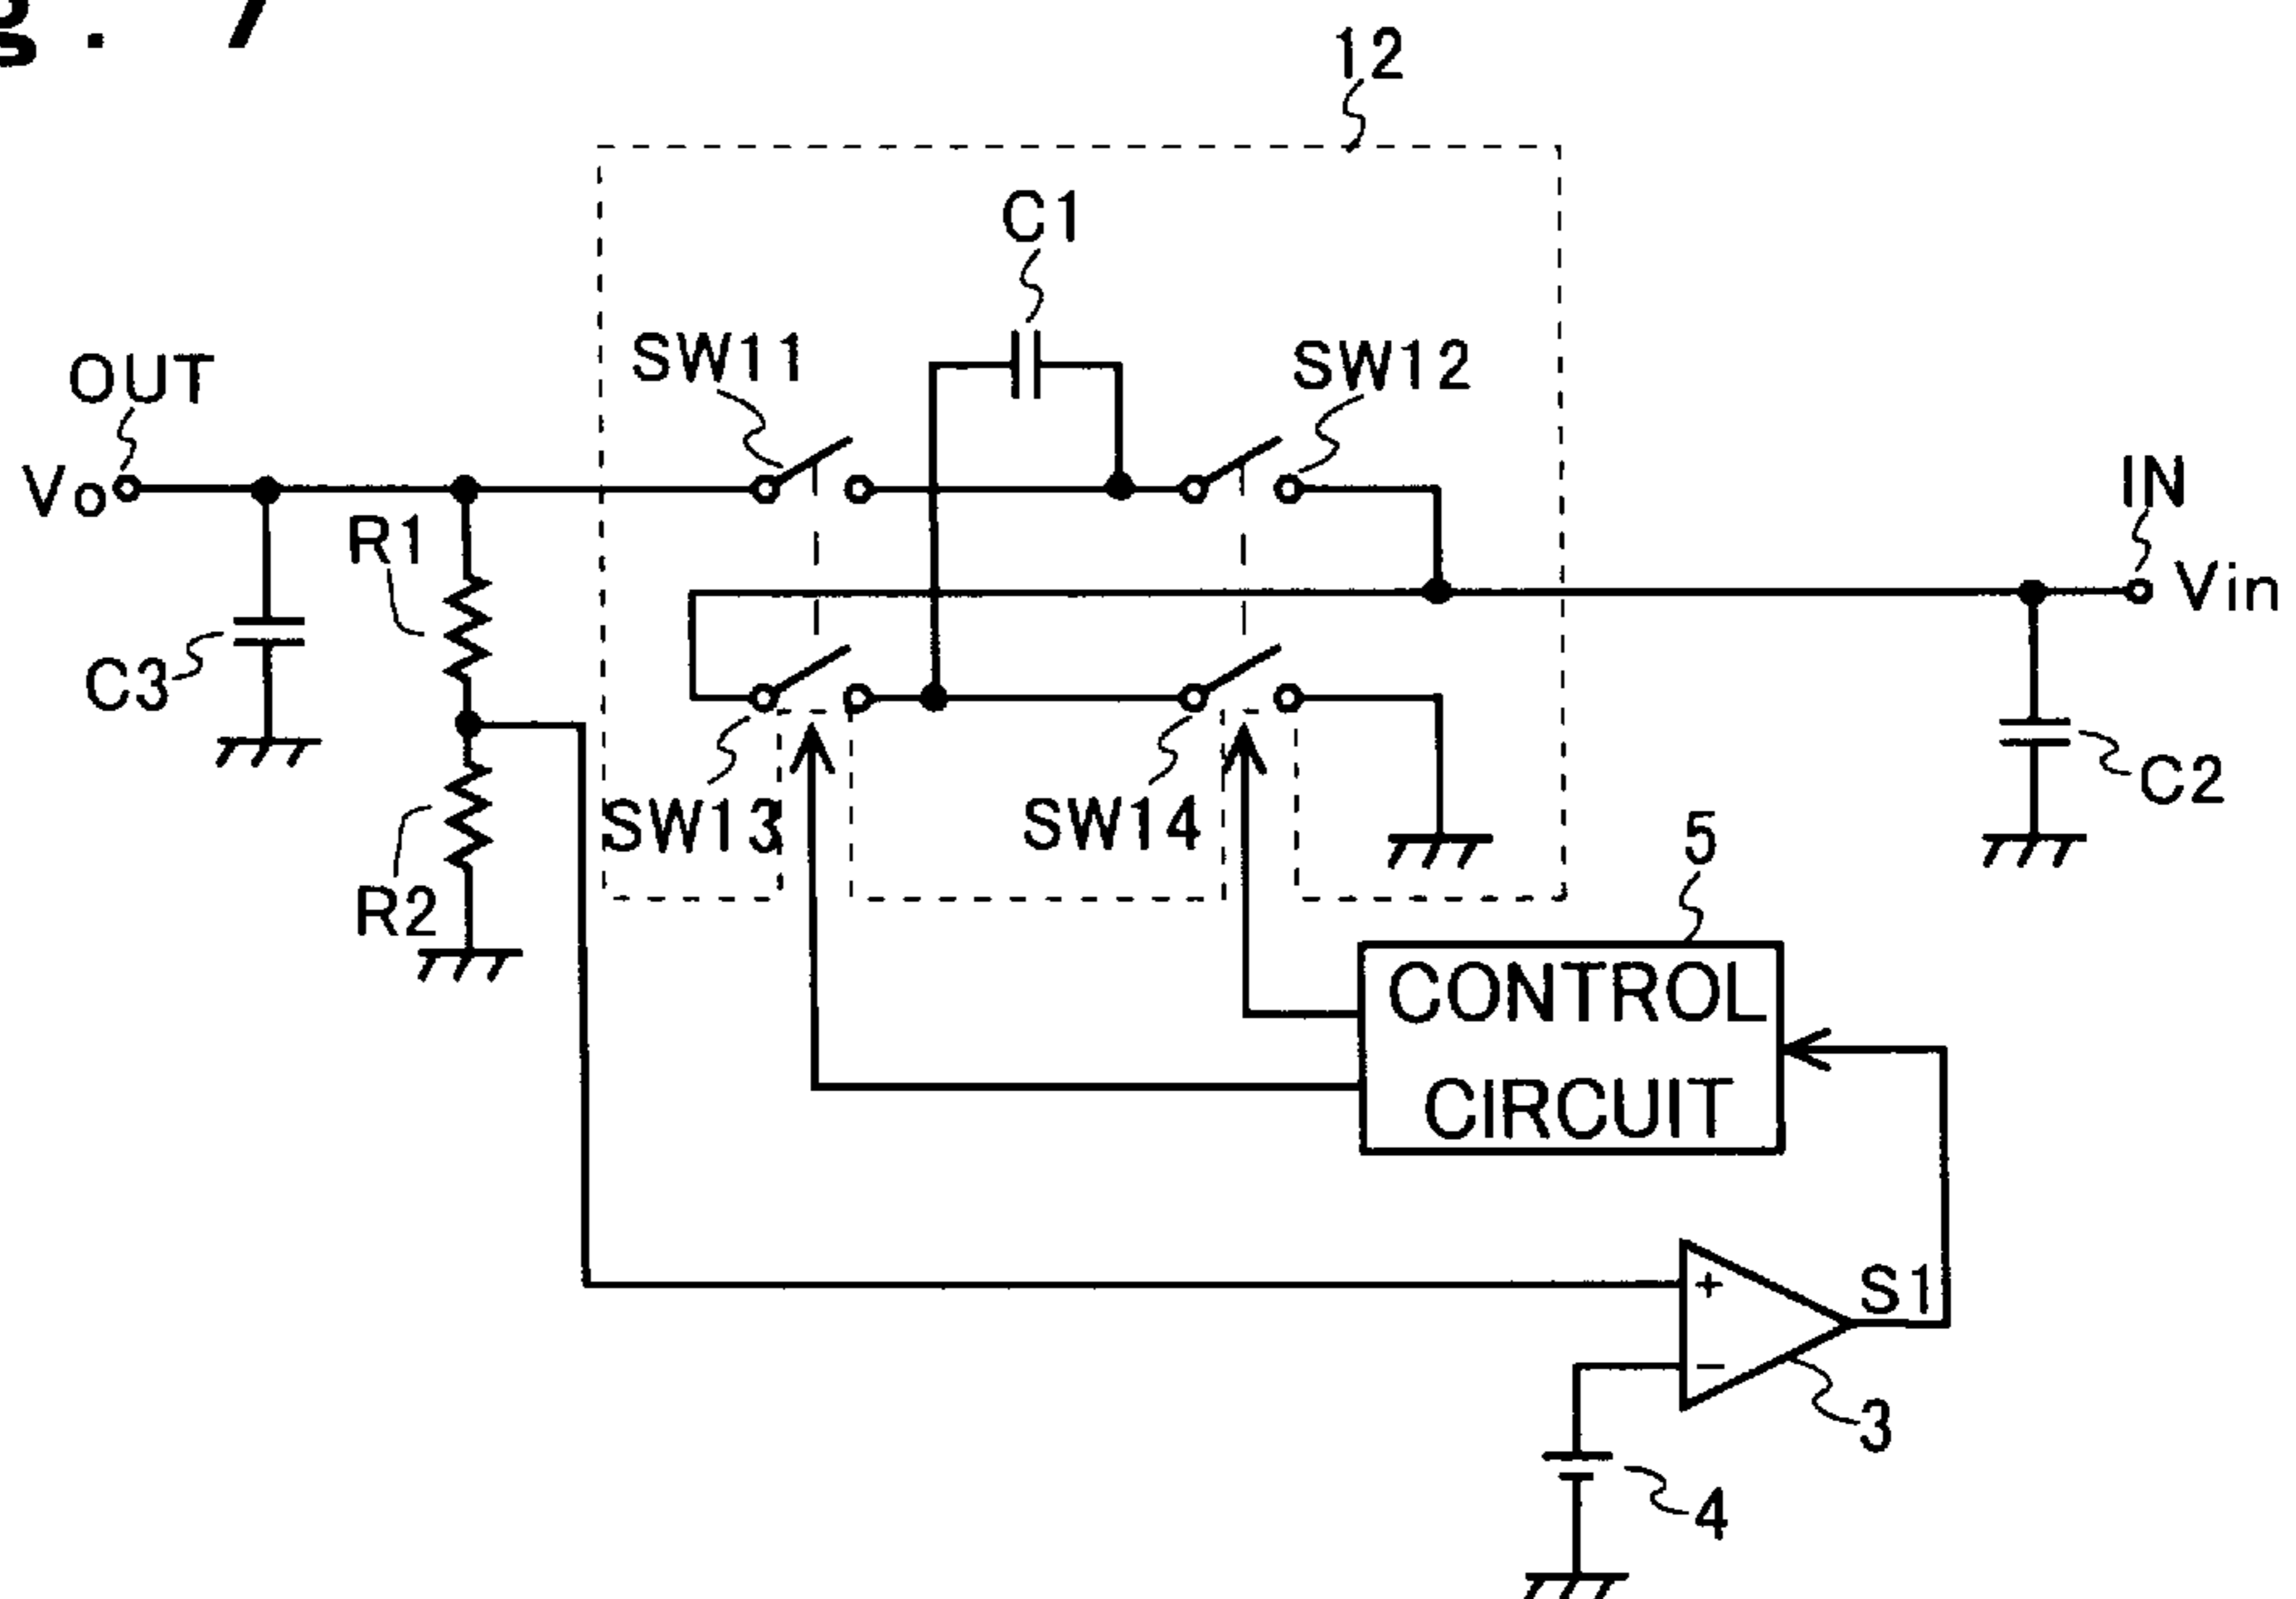 g. 7
12
C1
SW11
SW12
OUT
Vo
IN
Vin
R1
C3
SW13
SW14
C2
R2
5
CONTROL
CIRCUIT
+
S1
−
3
4